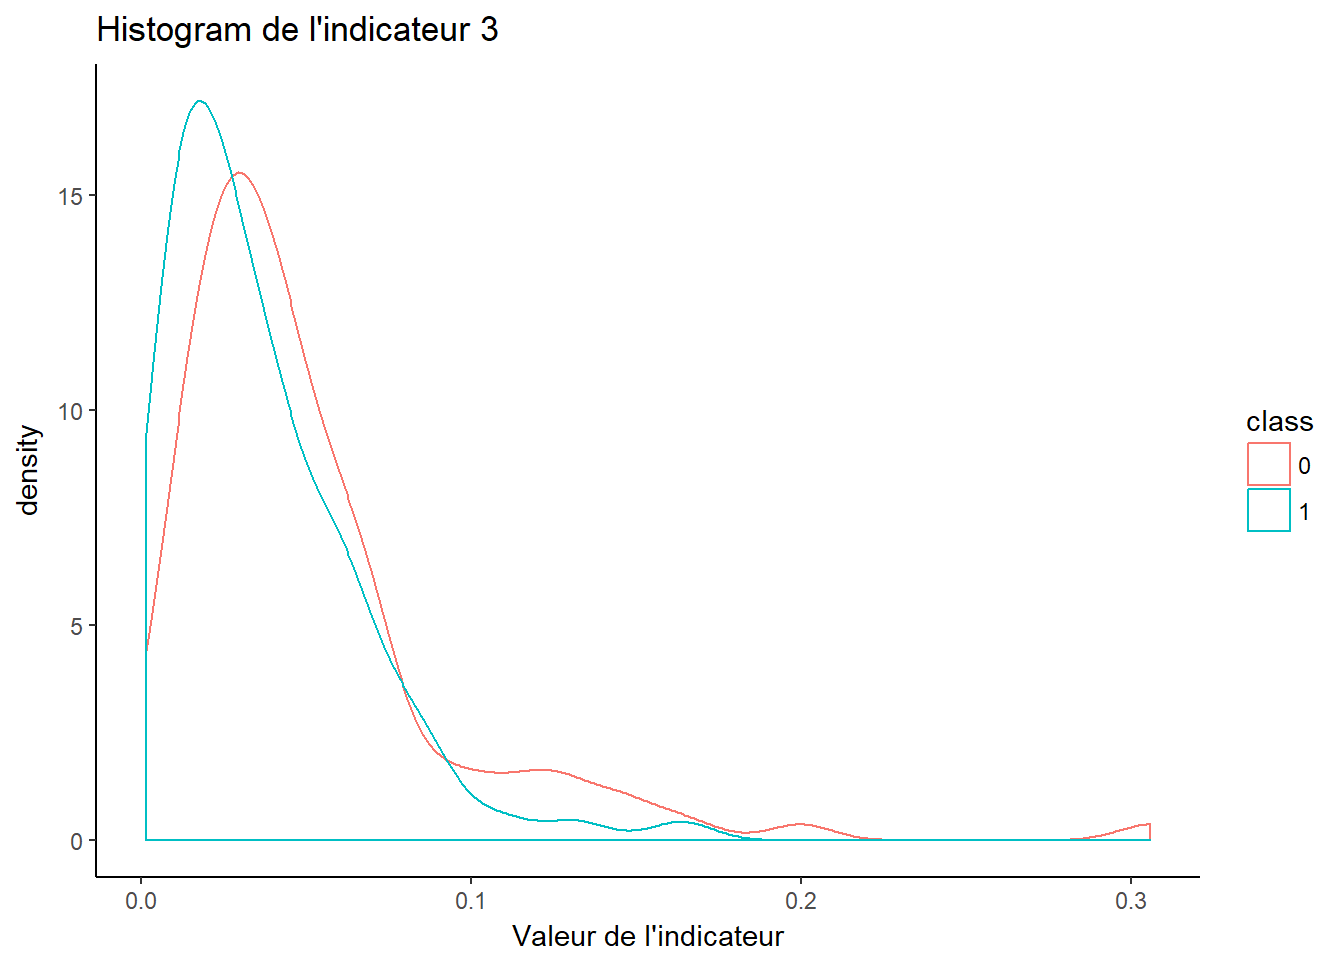 Histogram de l'indicateur 3
density
15
10
5
0
0.0
0.1
0.2
0.3
Valeur de l'indicateur
class
0
1